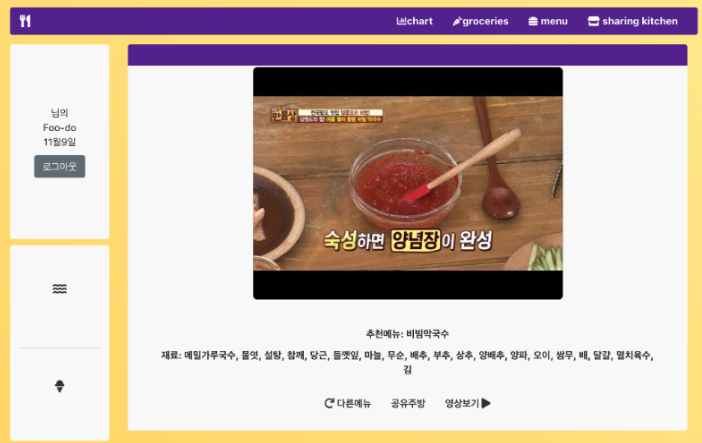 chart
groceries
menu
sharing kitchen
님의
Foo-do
11월9일
로그아웃
만물상
숙성하면 양념장이 완성
추천메뉴: 비빔막국수
재료: 메밀가루국수, 물엿, 설탕, 참깨, 당근, 들깻잎, 마늘, 무순, 배추, 부추, 상추, 양배추, 양파, 오이, 쌈무, 배, 달걀, 멸치육수,
김
다른메뉴
공유주방
영상보기